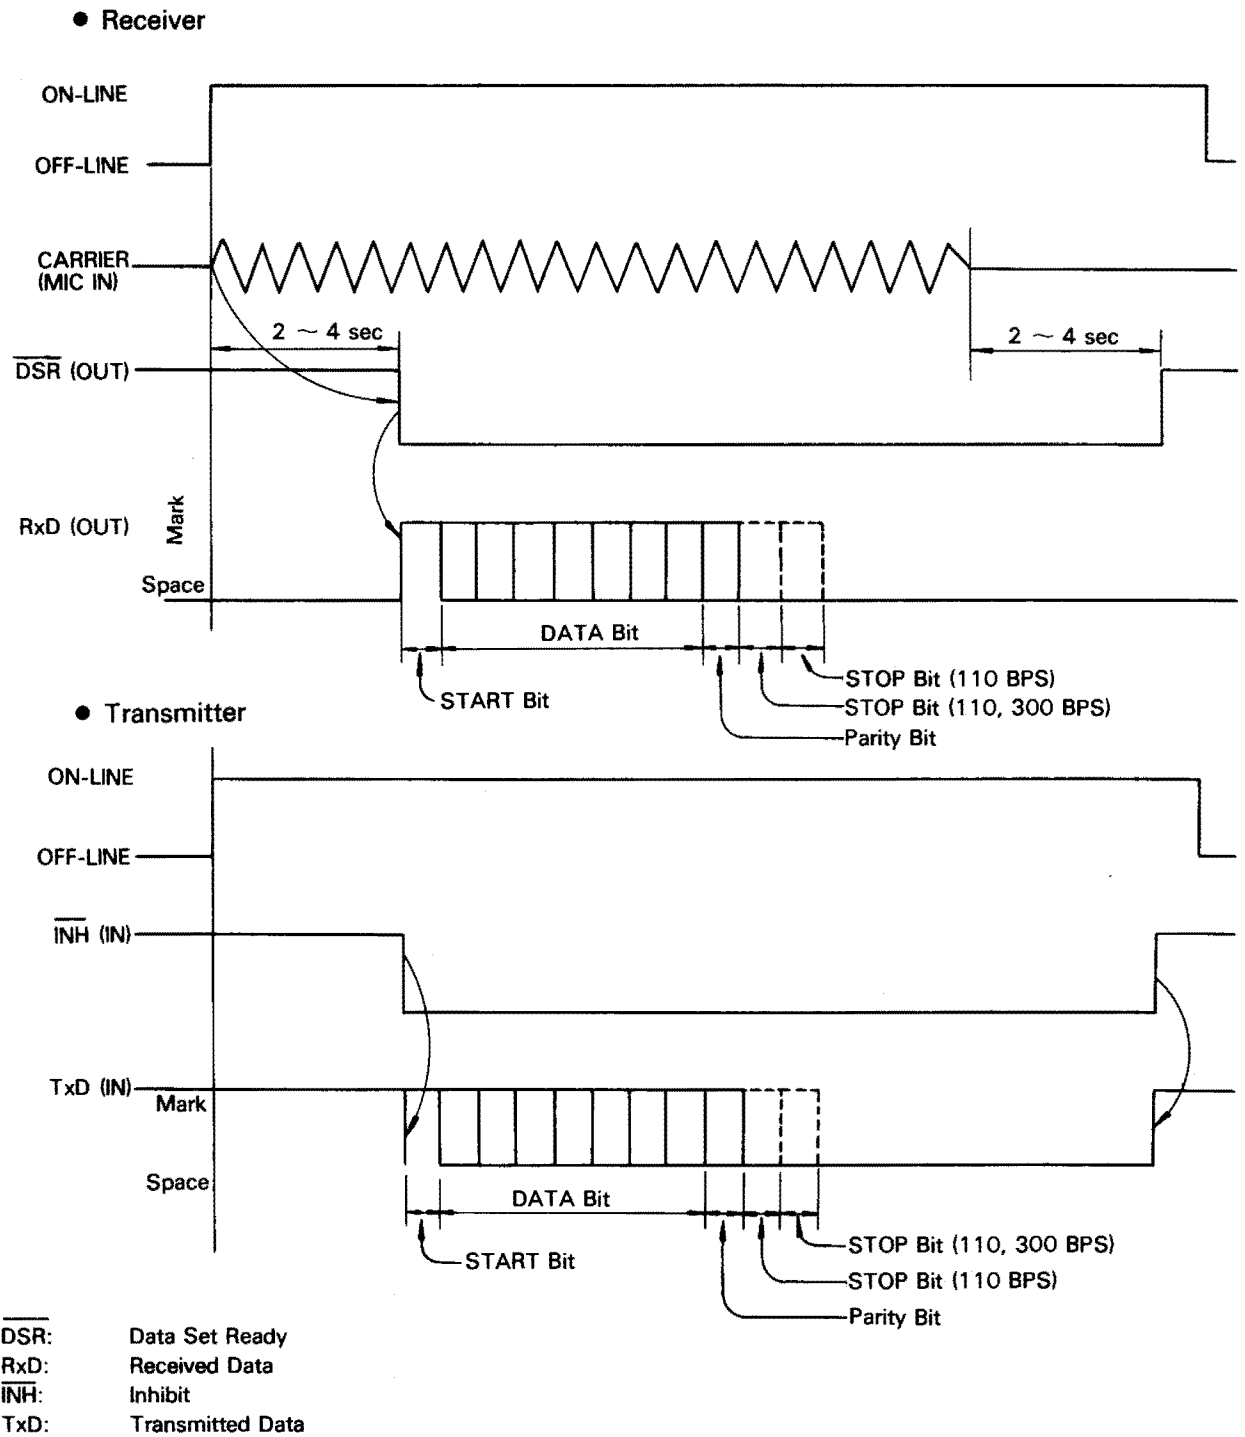 ● Receiver
ON-LINE
OFF-LINE
CARRIER
(MIC IN)
2 ~ 4 sec
2 ~ 4 sec
DSR (OUT)
Mark
RxD (OUT)
Space
DATA Bit
STOP Bit (110 BPS)
START Bit
STOP Bit (110, 300 BPS)
Parity Bit
● Transmitter
ON-LINE
OFF-LINE
INH (IN)
TxD (IN)
Mark
Space
DATA Bit
STOP Bit (110, 300 BPS)
START Bit
STOP Bit (110 BPS)
Parity Bit
DSR: Data Set Ready
RxD: Received Data
INH: Inhibit
TxD: Transmitted Data